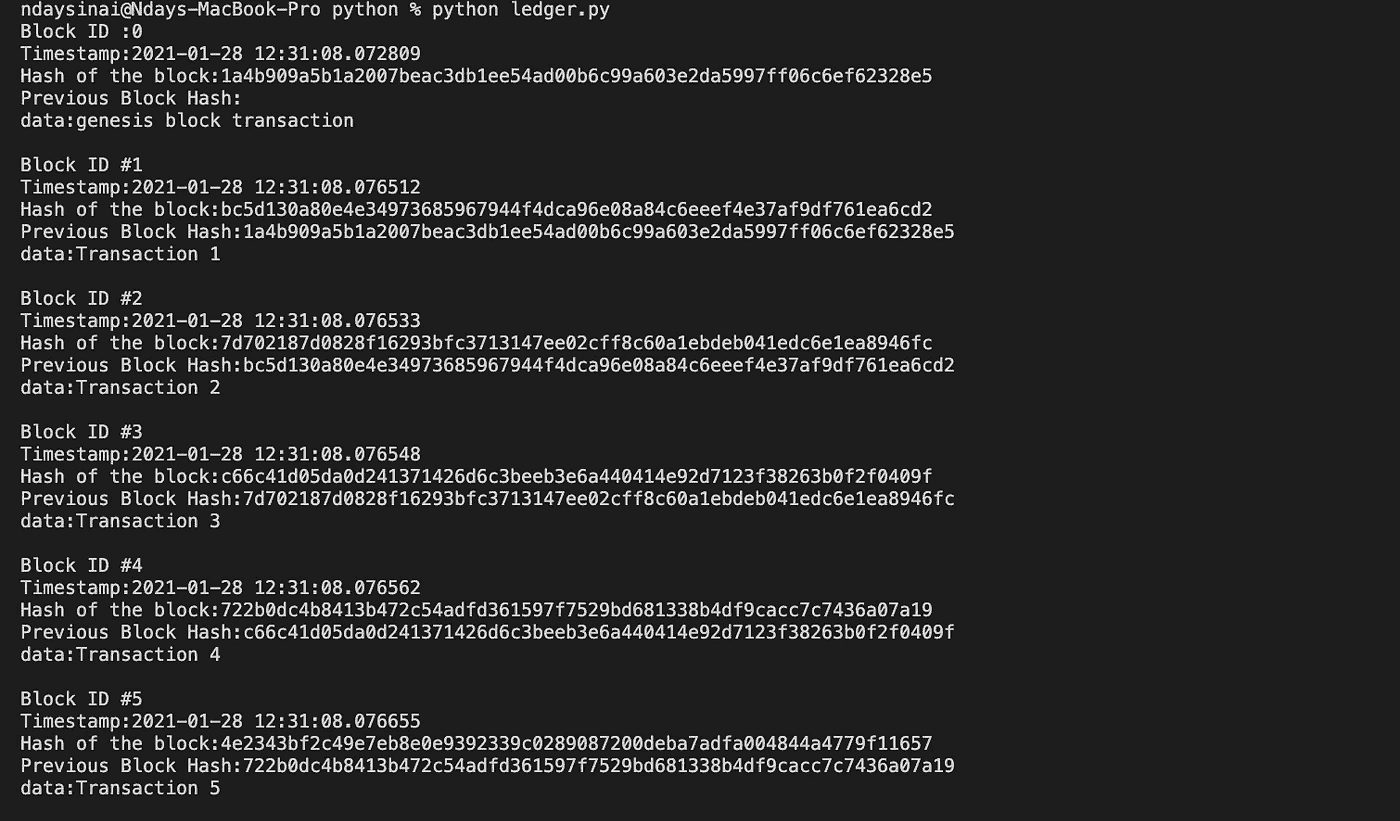 ndaysinai@Ndays-MacBook-Pro python % python ledger.py
Block ID :0
Timestamp:2021-01-28 12:31:08.072809
Hash of the block:1a4b909a5b1a2007beac3db1ee54ad00b6c99a603e2da5997ff06c6ef62328e5
Previous Block Hash:
data:genesis block transaction
Block ID #1
Timestamp:2021-01-28 12:31:08.076512
Hash of the block:bc5d130a80e4e34973685967944f4dca96e08a84c6eeef4e37af9df761ea6cd2
Previous Block Hash:1a4b909a5b1a2007beac3db1ee54ad00b6c99a603e2da5997ff06c6ef62328e5
data:Transaction 1
Block ID #2
Timestamp:2021-01-28 12:31:08.076533
Hash of the block:7d702187d0828f16293bfc3713147ee02cff8c60a1ebdeb041edc6e1ea8946fc
Previous Block Hash:bc5d130a80e4e34973685967944f4dca96e08a84c6eeef4e37af9df761ea6cd2
data:Transaction 2
Block ID #3
Timestamp:2021-01-28 12:31:08.076548
Hash of the block:c66c41d05da0d241371426d6c3beeb3e6a440414e92d7123f38263b0f2f0409f
Previous Block Hash:7d702187d0828f16293bfc3713147ee02cff8c60a1ebdeb041edc6e1ea8946fc
data:Transaction 3
Block ID #4
Timestamp:2021-01-28 12:31:08.076562
Hash of the block:722b0dc4b8413b472c54adfd361597f7529bd681338b4df9cacc7c7436a07a19
Previous Block Hash:c66c41d05da0d241371426d6c3beeb3e6a440414e92d7123f38263b0f2f0409f
data:Transaction 4
Block ID #5
Timestamp:2021-01-28 12:31:08.076655
Hash of the block:4e2343bf2c49e7eb8e0e9392339c0289087200deba7adfa004844a4779f11657
Previous Block Hash:722b0dc4b8413b472c54adfd361597f7529bd681338b4df9cacc7c7436a07a19
data:Transaction 5